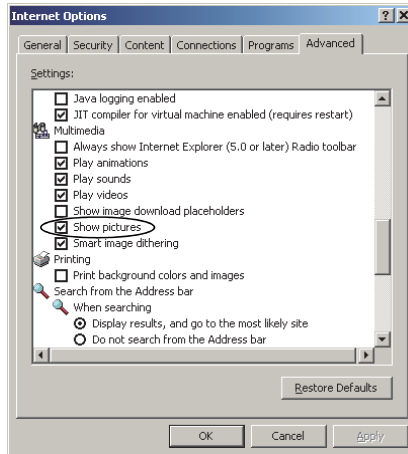 Internet Options
General Security Content Connections Programs Advanced
Settings:
Java logging enabled
JIT compiler for virtual machine enabled (requires restart)
Multimedia
Always show Internet Explorer (5.0 or later) Radio toolbar
Play animations
Play sounds
Play videos
Show image download placeholders
Show pictures
Smart image dithering
Printing
Print background colors and images
Search from the Address bar
When searching
Display results, and go to the most likely site
Do not search from the Address bar
Restore Defaults
OK Cancel Apply